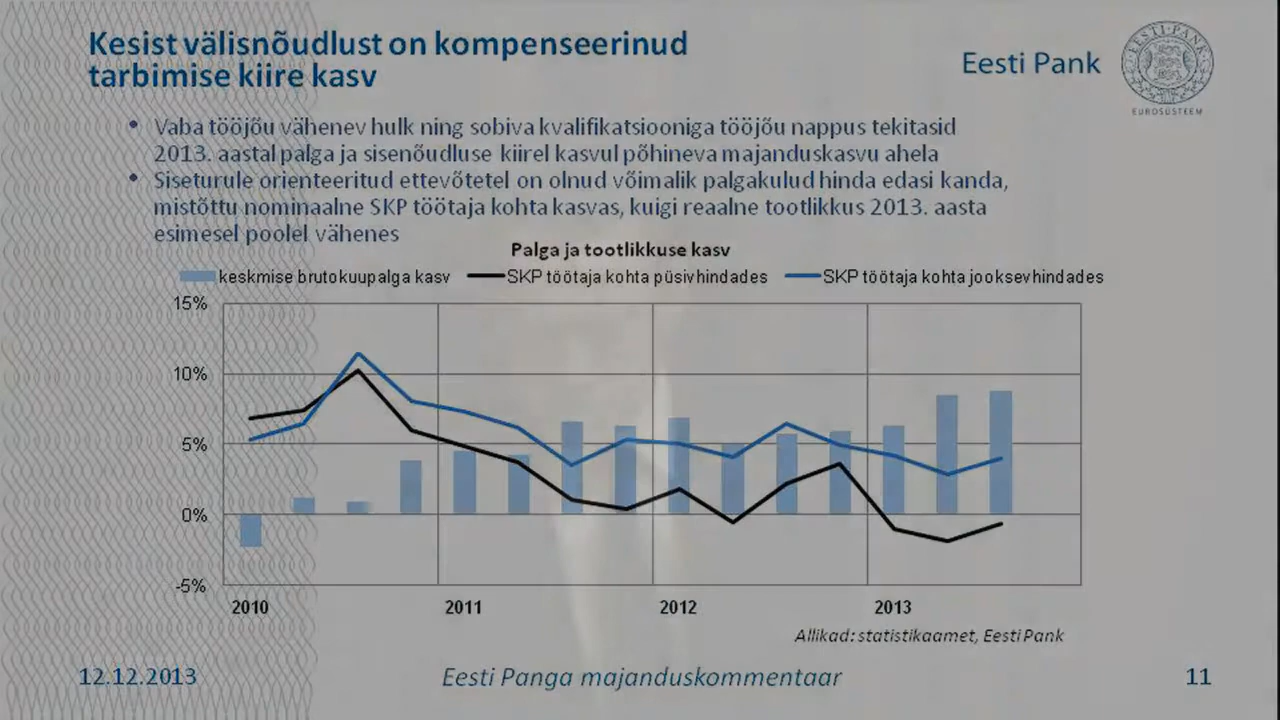 Kesist välisnõudlust on kompenseerinud
tarbimise kiire kasv
Eesti Pank
EESTI PANK
EUROSÜSTEEM
• Vaba tööjõu vähenev hulk ning sobiva kvalifikatsiooniga tööjõu nappus tekitasid
2013. aastal palga ja sisenõudluse kiirel kasvul põhineva majanduskasvu ahela
• Siseturule orienteeritud ettevõtetel on olnud võimalik palgakulud hinda edasi kanda,
mistõttu nominaalne SKP töötaja kohta kasvas, kuigi reaalne tootlikkus 2013. aasta
esimesel poolel vähenes
Palga ja tootlikkuse kasv
keskmise brutokuupalga kasv SKP töötaja kohta püsivhindades SKP töötaja kohta jooksevhindades
15%
10%
5%
0%
-5%
2010 2011 2012 2013
Allikad: statistikaamet, Eesti Pank
12.12.2013 Eesti Panga majanduskommentaar 11